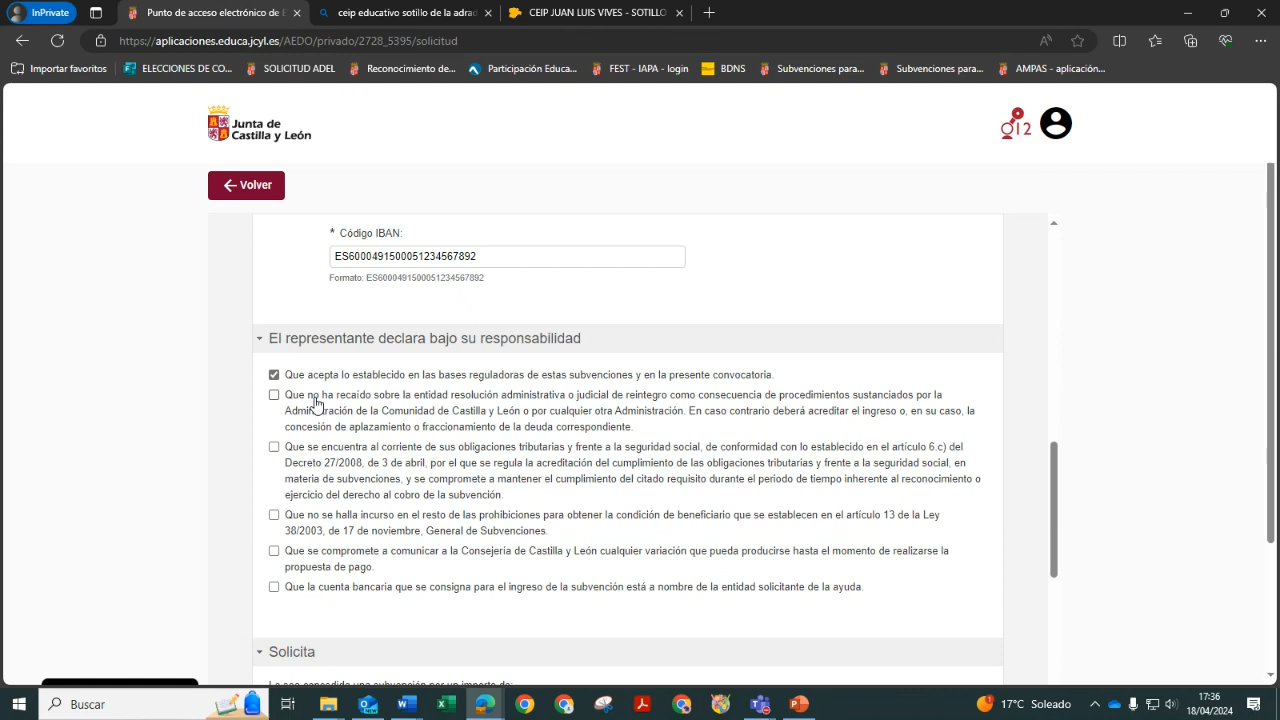 InPrivate
Punto de acceso electrónico de E
ceip educativo sotillo de la adrad
CEIP JUAN LUIS VIVES - SOTILLO
https://aplicaciones.educa.jcyl.es/AEDO/privado/2728_5395/solicitud
Importar favoritos
ELECCIONES DE CO...
SOLICITUD ADEL
Reconocimiento de...
Participación Educa...
FEST - IAPA - login
BDNS
Subvenciones para...
Subvenciones para...
AMPAS - aplicación...
Junta de
Castilla y León
012
Volver
* Código IBAN:
ES6000491500051234567892
Formato: ES6000491500051234567892
El representante declara bajo su responsabilidad
Que acepta lo establecido en las bases reguladoras de estas subvenciones y en la presente convocatoria.
Que no ha recaído sobre la entidad resolución administrativa o judicial de reintegro como consecuencia de procedimientos sustanciados por la
Administración de la Comunidad de Castilla y León o por cualquier otra Administración. En caso contrario deberá acreditar el ingreso o, en su caso, la
concesión de aplazamiento o fraccionamiento de la deuda correspondiente.
Que se encuentra al corriente de sus obligaciones tributarias y frente a la seguridad social, de conformidad con lo establecido en el artículo 6.c) del
Decreto 27/2008, de 3 de abril, por el que se regula la acreditación del cumplimiento de las obligaciones tributarias y frente a la seguridad social, en
materia de subvenciones, y se compromete a mantener el cumplimiento del citado requisito durante el periodo de tiempo inherente al reconocimiento o
ejercicio del derecho al cobro de la subvención.
Que no se halla incurso en el resto de las prohibiciones para obtener la condición de beneficiario que se establecen en el artículo 13 de la Ley
38/2003, de 17 de noviembre, General de Subvenciones.
Que se compromete a comunicar a la Consejería de Castilla y León cualquier variación que pueda producirse hasta el momento de realizarse la
propuesta de pago.
Que la cuenta bancaria que se consigna para el ingreso de la subvención está a nombre de la entidad solicitante de la ayuda.
Solicita
Le sea concedida una subvención por un importe de:
Buscar
17°C Soleado
17:36
18/04/2024